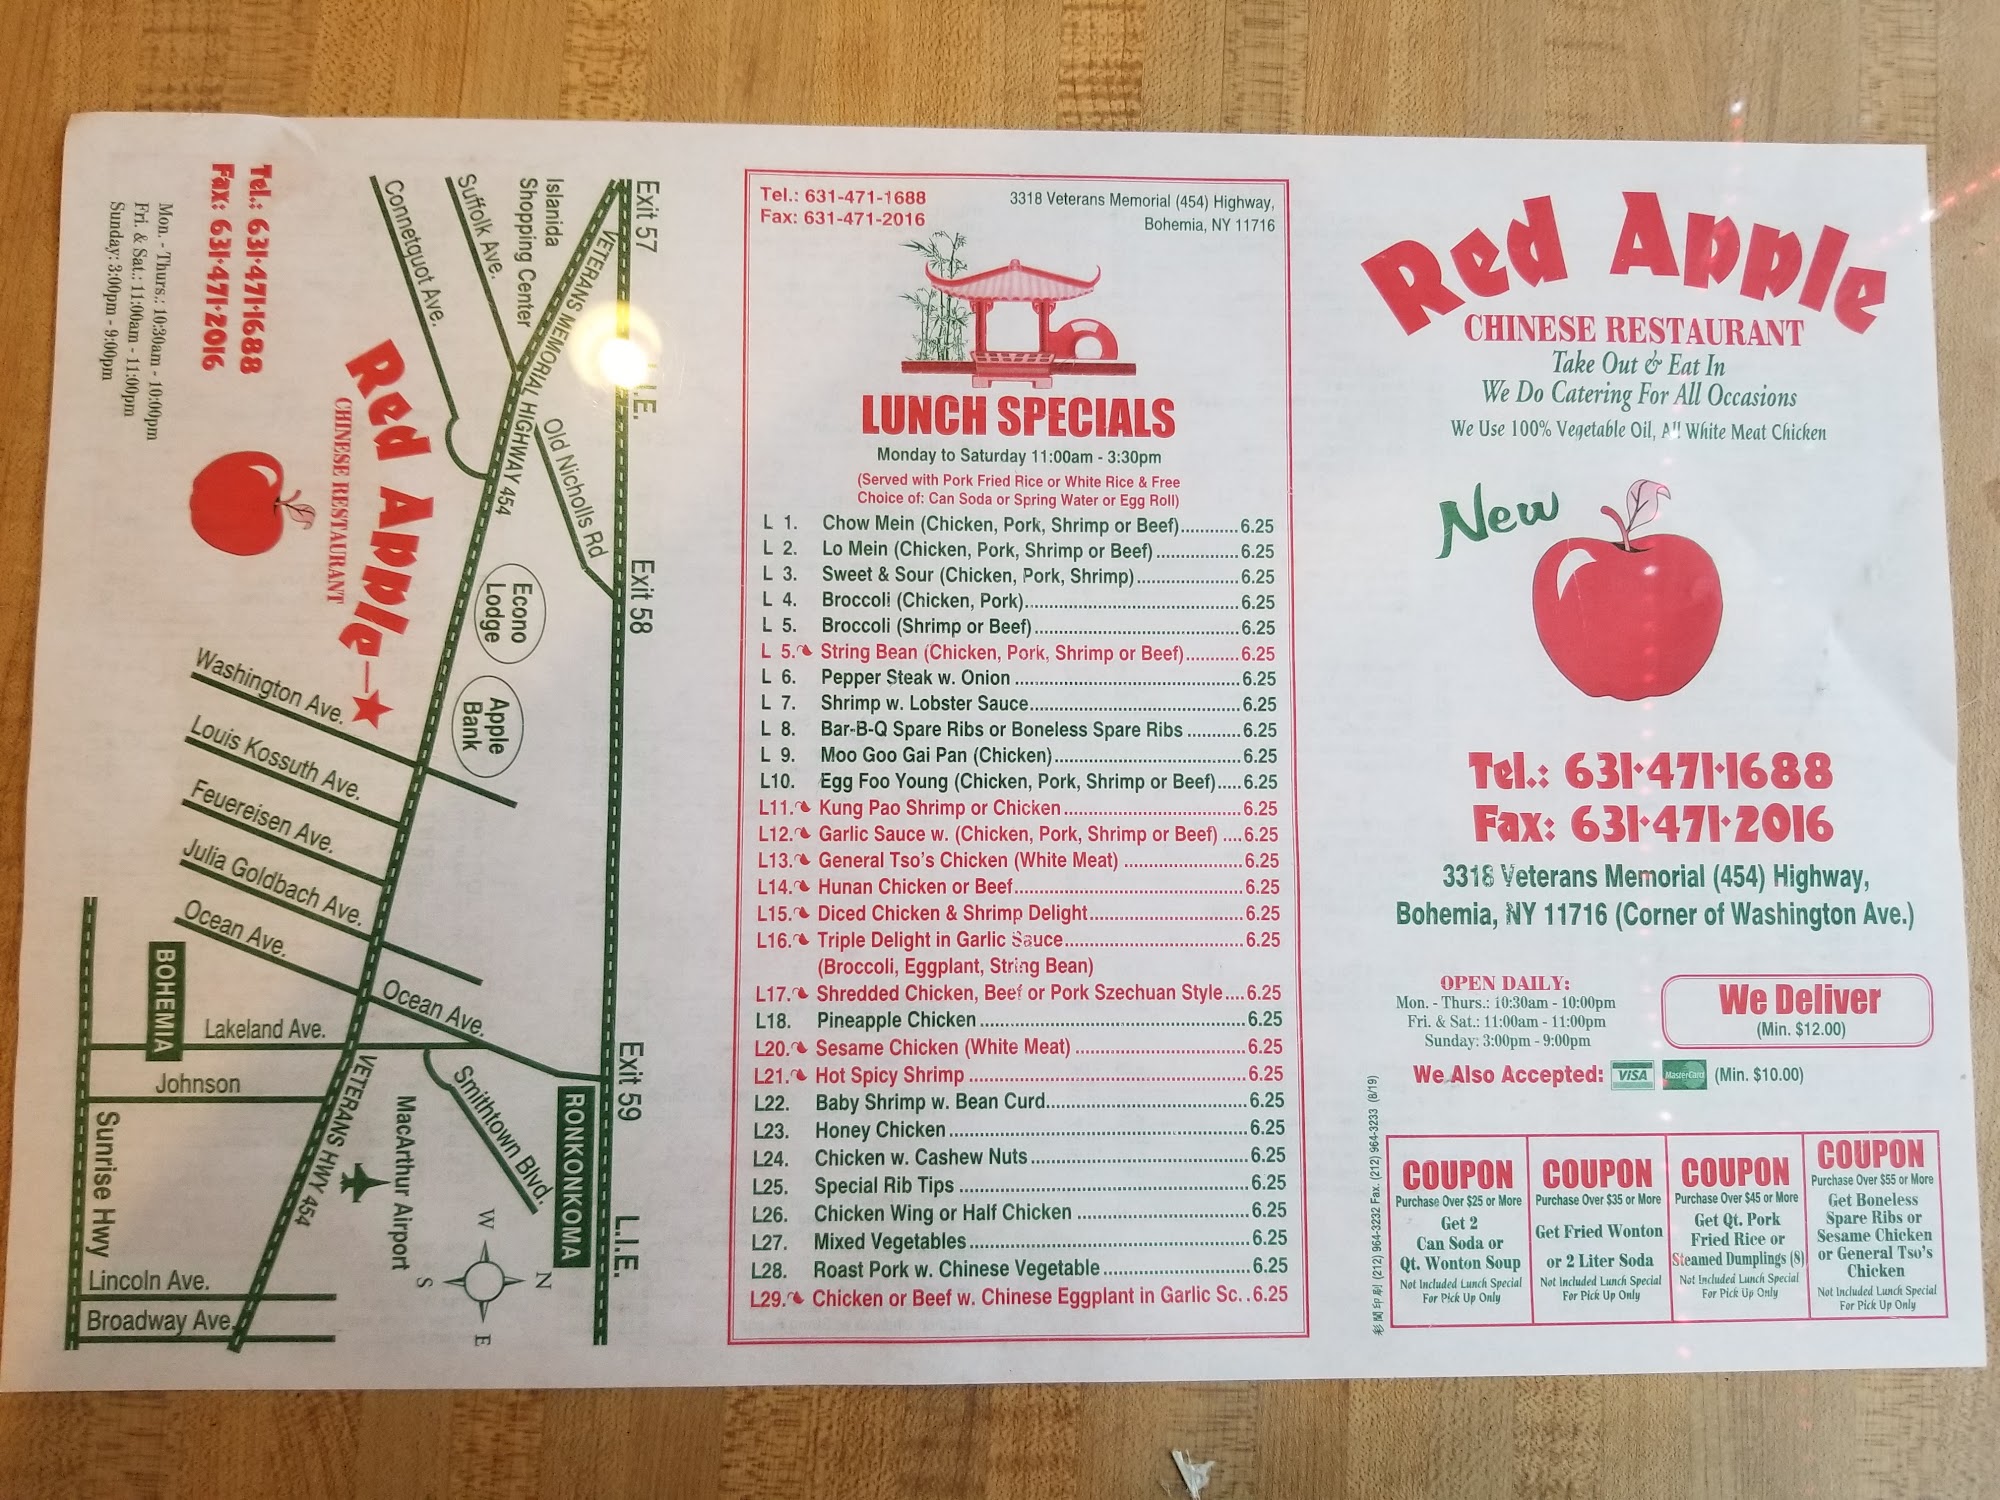 Tel.: 631-471-1688
Fax: 631-471-2016
Mon. - Thurs.: 10:30am - 10:00pm
Fri. & Sat.: 11:00am - 11:00pm
Sunday: 3:00pm - 9:00pm
Red Apple
CHINESE RESTAURANT
Exit 57
L.I.E.
Exit 58
Exit 59
L.I.E.
Islanida
Shopping Center
Suffolk Ave.
Connetquot Ave.
VETERANS MEMORIAL HIGHWAY 454
Old Nicholls Rd
Econo
Lodge
Apple
Bank
Washington Ave.
Louis Kossuth Ave.
Feuereisen Ave.
Julia Goldbach Ave.
Ocean Ave.
Ocean Ave.
BOHEMIA
Lakeland Ave.
Johnson
Sunrise Hwy
VETERANS HWY 454
MacArthur Airport
Smithtown Blvd.
RONKONKOMA
Lincoln Ave.
Broadway Ave.
W
N
S
E
Tel.: 631-471-1688
Fax: 631-471-2016
3318 Veterans Memorial (454) Highway,
Bohemia, NY 11716
LUNCH SPECIALS
Monday to Saturday 11:00am - 3:30pm
(Served with Pork Fried Rice or White Rice & Free
Choice of: Can Soda or Spring Water or Egg Roll)
L 1. Chow Mein (Chicken, Pork, Shrimp or Beef)............6.25
L 2. Lo Mein (Chicken, Pork, Shrimp or Beef).................6.25
L 3. Sweet & Sour (Chicken, Pork, Shrimp).....................6.25
L 4. Broccoli (Chicken, Pork)............................................6.25
L 5. Broccoli (Shrimp or Beef)..........................................6.25
L 5. String Bean (Chicken, Pork, Shrimp or Beef)...........6.25
L 6. Pepper Steak w. Onion ..............................................6.25
L 7. Shrimp w. Lobster Sauce...........................................6.25
L 8. Bar-B-Q Spare Ribs or Boneless Spare Ribs ...........6.25
L 9. Moo Goo Gai Pan (Chicken)......................................6.25
L10. Egg Foo Young (Chicken, Pork, Shrimp or Beef).....6.25
L11. Kung Pao Shrimp or Chicken ....................................6.25
L12. Garlic Sauce w. (Chicken, Pork, Shrimp or Beef) ....6.25
L13. General Tso's Chicken (White Meat) ........................6.25
L14. Hunan Chicken or Beef..............................................6.25
L15. Diced Chicken & Shrimp Delight...............................6.25
L16. Triple Delight in Garlic Sauce....................................6.25
(Broccoli, Eggplant, String Bean)
L17. Shredded Chicken, Beef or Pork Szechuan Style....6.25
L18. Pineapple Chicken .....................................................6.25
L20. Sesame Chicken (White Meat) ..................................6.25
L21. Hot Spicy Shrimp .......................................................6.25
L22. Baby Shrimp w. Bean Curd........................................6.25
L23. Honey Chicken ...........................................................6.25
L24. Chicken w. Cashew Nuts ...........................................6.25
L25. Special Rib Tips .........................................................6.25
L26. Chicken Wing or Half Chicken ..................................6.25
L27. Mixed Vegetables........................................................6.25
L28. Roast Pork w. Chinese Vegetable.............................6.25
L29. Chicken or Beef w. Chinese Eggplant in Garlic Sc. .6.25
Red Apple
CHINESE RESTAURANT
Take Out & Eat In
We Do Catering For All Occasions
We Use 100% Vegetable Oil, All White Meat Chicken
New
Tel.: 631-471-1688
Fax: 631-471-2016
3318 Veterans Memorial (454) Highway,
Bohemia, NY 11716 (Corner of Washington Ave.)
OPEN DAILY:
Mon. - Thurs.: 10:30am - 10:00pm
Fri. & Sat.: 11:00am - 11:00pm
Sunday: 3:00pm - 9:00pm
We Deliver
(Min. $12.00)
We Also Accepted: VISA MasterCard (Min. $10.00)
印刷 (212) 964-3232 Fax. (212) 964-3233 (8/19)
COUPON
Purchase Over $25 or More
Get 2
Can Soda or
Qt. Wonton Soup
Not Included Lunch Special
For Pick Up Only
COUPON
Purchase Over $35 or More
Get Fried Wonton
or 2 Liter Soda
Not Included Lunch Special
For Pick Up Only
COUPON
Purchase Over $45 or More
Get Qt. Pork
Fried Rice or
Steamed Dumplings (8)
Not Included Lunch Special
For Pick Up Only
COUPON
Purchase Over $55 or More
Get Boneless
Spare Ribs or
Sesame Chicken
or General Tso's
Chicken
Not Included Lunch Special
For Pick Up Only